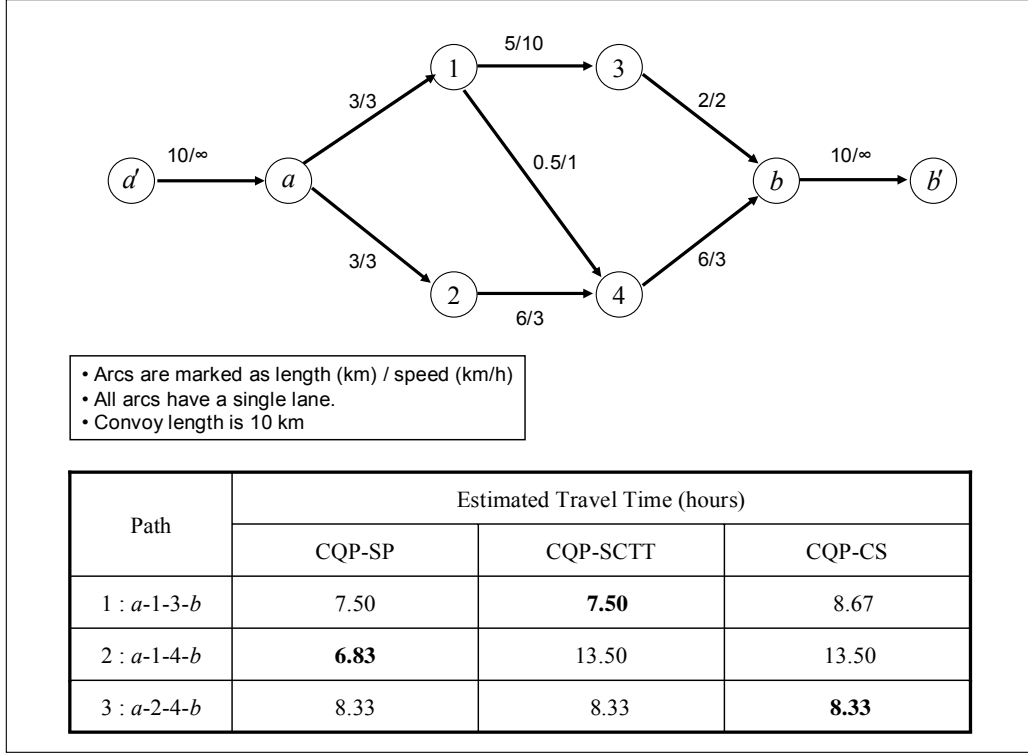 5/10
1
3
3/3
2/2
10/∞
0.5/1
10/∞
a′
a
b
b′
3/3
6/3
2
4
6/3
• Arcs are marked as length (km) / speed (km/h)
• All arcs have a single lane.
• Convoy length is 10 km
Path
Estimated Travel Time (hours)
CQP-SP
CQP-SCTT
CQP-CS
1 : a-1-3-b
7.50
7.50
8.67
2 : a-1-4-b
6.83
13.50
13.50
3 : a-2-4-b
8.33
8.33
8.33